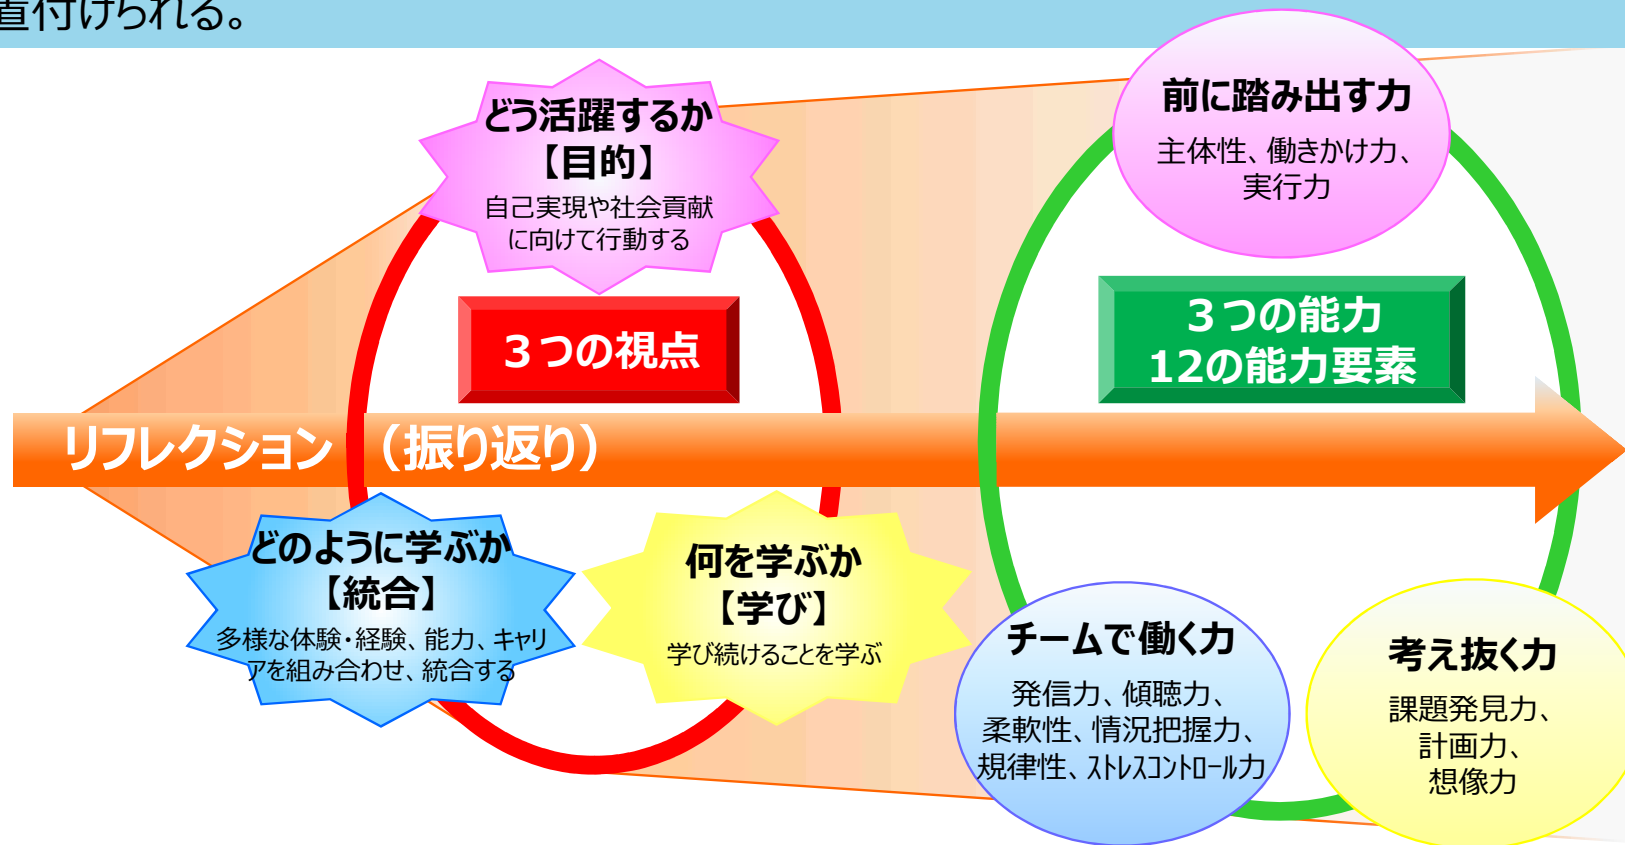 直付けられる。
どう活躍するか
【目的】
自己実現や社会貢献
に向けて行動する
３つの視点
リフレクション　（振り返り）
どのように学ぶか
【統合】
多様な体験・経験、能力、キャリ
アを組み合わせ、統合する
何を学ぶか
【学び】
学び続けることを学ぶ
前に踏み出す力
主体性、働きかけ力、
実行力
３つの能力
12の能力要素
チームで働く力
発信力、傾聴力、
柔軟性、情況把握力、
規律性、ｽﾄﾚｽｺﾝﾄﾛｰﾙ力
考え抜く力
課題発見力、
計画力、
想像力